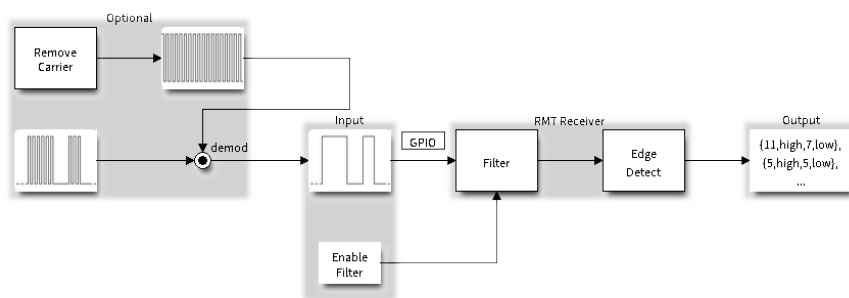 Optional
Remove
Carrier
demod
Input
GPIO
Enable
Filter
RMT Receiver
Filter
Edge
Detect
Output
{11,high,7,low},
{5,high,5,low},
...